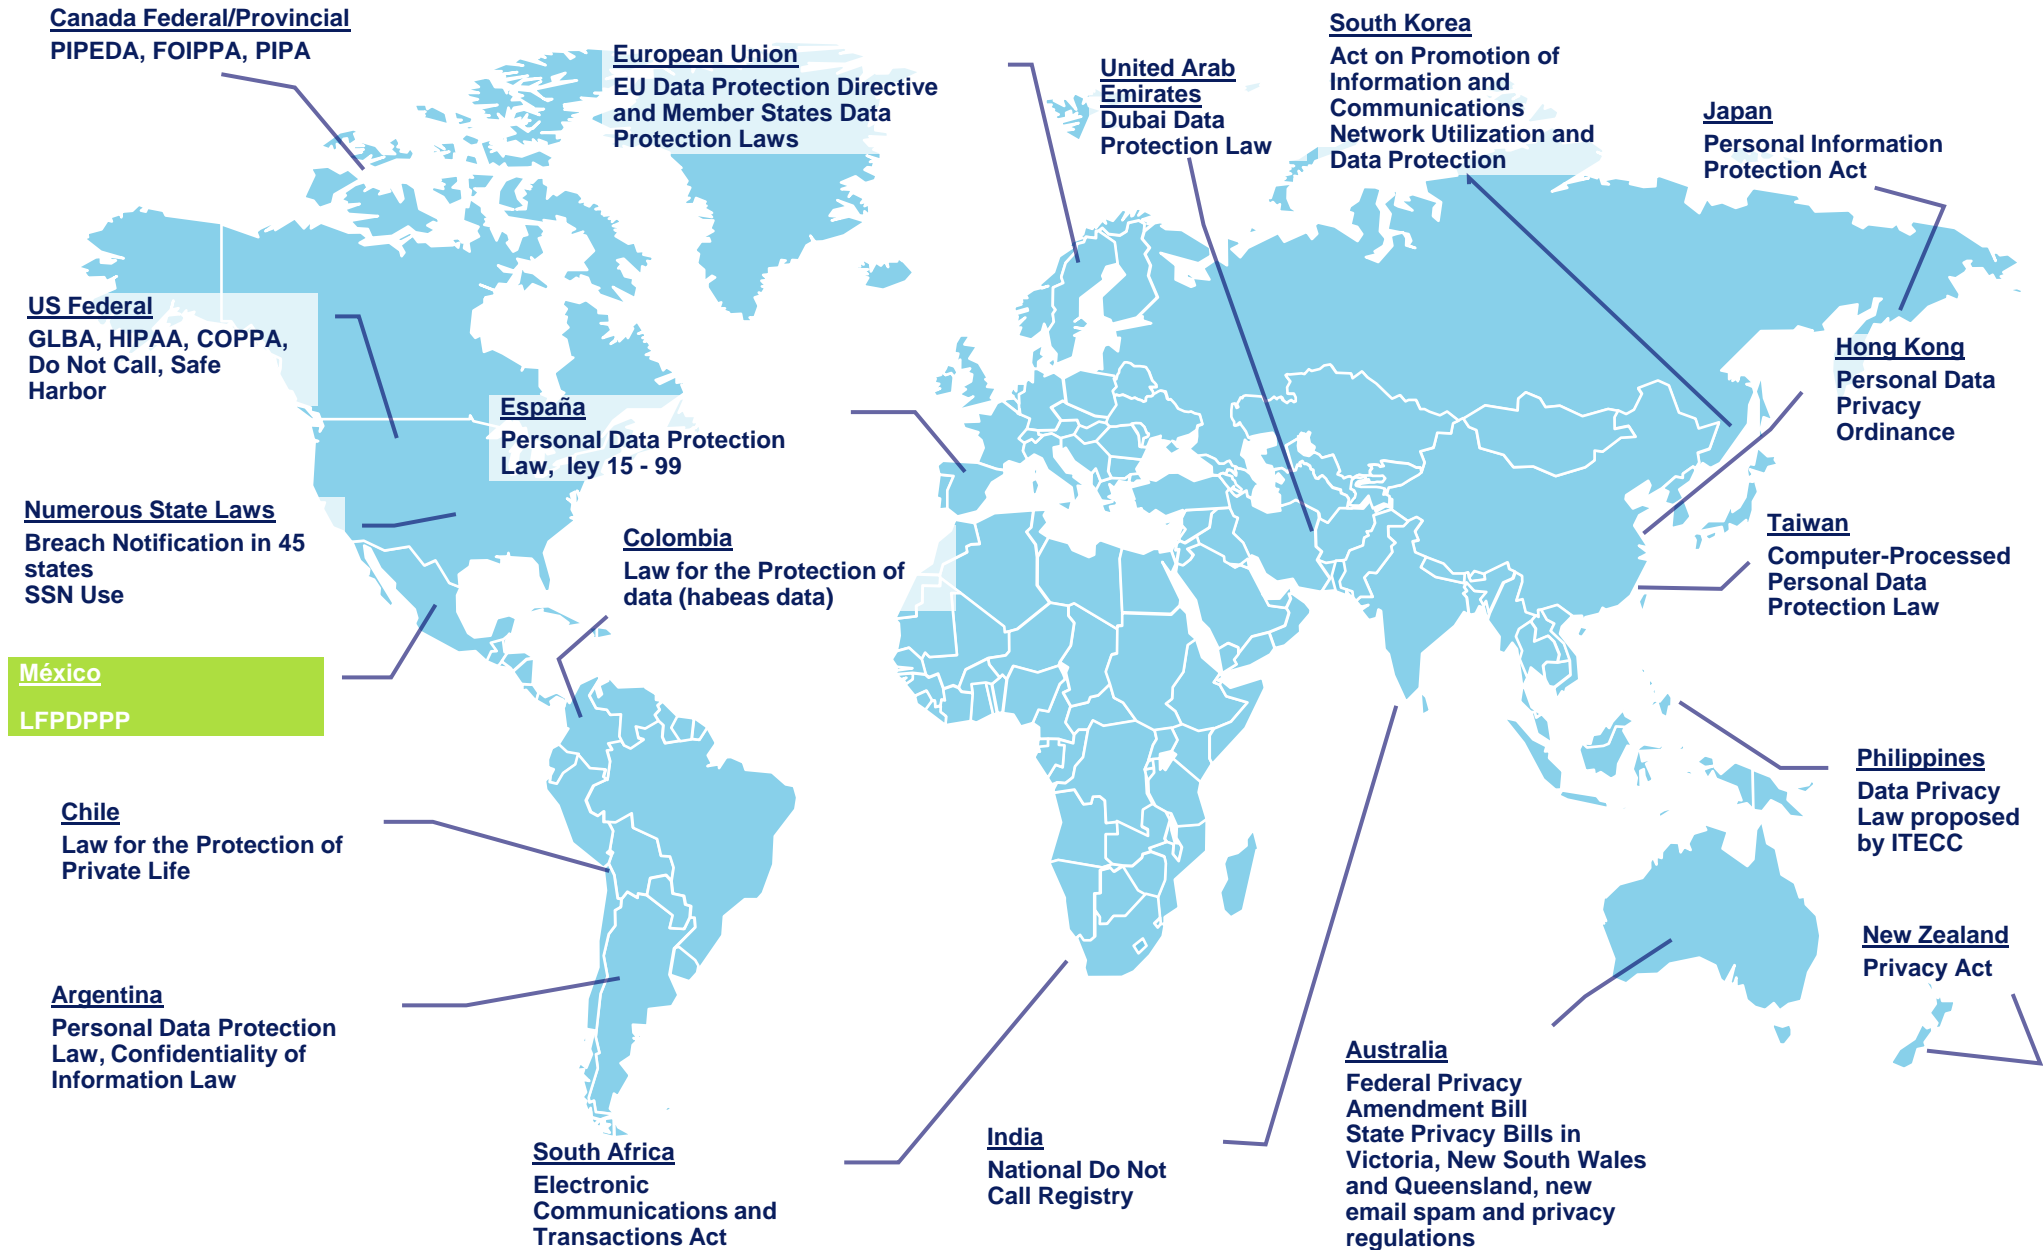 Canada Federal/Provincial
PIPEDA, FOIPPA, PIPA
European Union
EU Data Protection Directive
and Member States Data
Protection Laws
United Arab
Emirates
Dubai Data
Protection Law
South Korea
Act on Promotion of
Information and
Communications
Network Utilization and
Data Protection
Japan
Personal Information
Protection Act
US Federal
GLBA, HIPAA, COPPA,
Do Not Call, Safe
Harbor
España
Personal Data Protection
Law, ley 15 - 99
Hong Kong
Personal Data
Privacy
Ordinance
Numerous State Laws
Breach Notification in 45
states
SSN Use
Colombia
Law for the Protection of
data (habeas data)
Taiwan
Computer-Processed
Personal Data
Protection Law
México
LFPDPPP
Chile
Law for the Protection of
Private Life
Philippines
Data Privacy
Law proposed
by ITECC
Argentina
Personal Data Protection
Law, Confidentiality of
Information Law
New Zealand
Privacy Act
South Africa
Electronic
Communications and
Transactions Act
India
National Do Not
Call Registry
Australia
Federal Privacy
Amendment Bill
State Privacy Bills in
Victoria, New South Wales
and Queensland, new
email spam and privacy
regulations